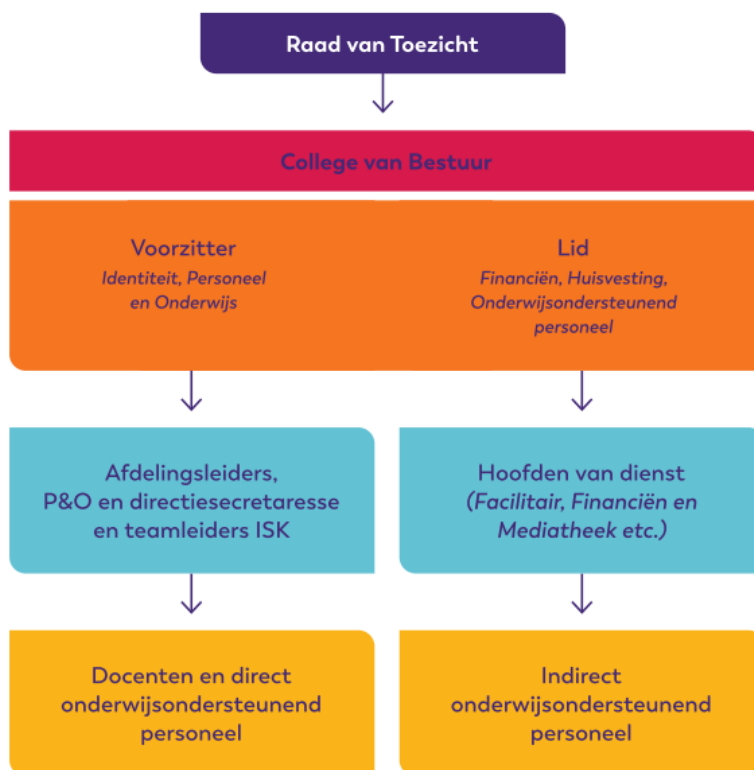 Raad van Toezicht
College van Bestuur
Voorzitter
Identiteit, Personeel
en Onderwijs
Lid
Financiën, Huisvesting,
Onderwijsondersteunend
personeel
Afdelingsleiders,
P&O en directiesecretaresse
en teamleiders ISK
Hoofden van dienst
(Facilitair, Financiën en
Mediatheek etc.)
Docenten en direct
onderwijsondersteunend
personeel
Indirect
onderwijsondersteunend
personeel